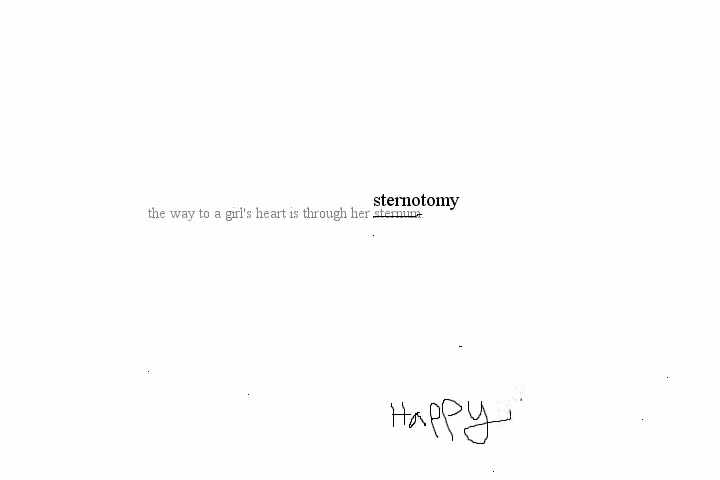 sternotomy
the way to a girl's heart is through her sternum
Happy